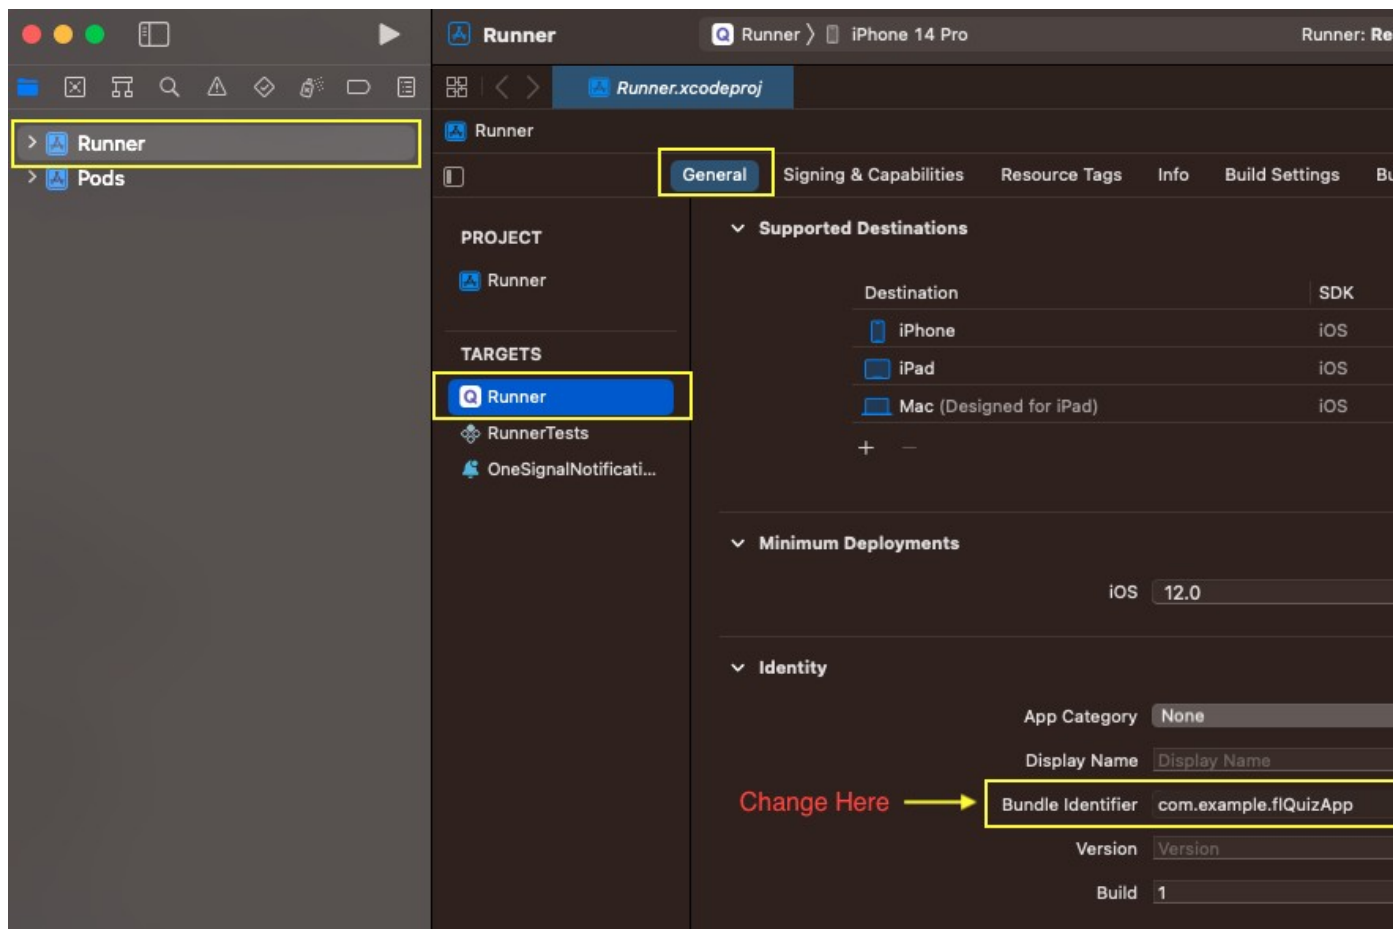 Runner
Runner 〉 iPhone 14 Pro
Runner: Re
Runner.xcodeproj
Runner
Pods
Runner
General
Signing & Capabilities
Resource Tags
Info
Build Settings
Bu
PROJECT
Runner
TARGETS
Runner
RunnerTests
OneSignalNotificati...
Supported Destinations
Destination
SDK
iPhone
iOS
iPad
iOS
Mac (Designed for iPad)
iOS
Minimum Deployments
iOS
12.0
Identity
App Category
None
Display Name
Display Name
Change Here
Bundle Identifier
com.example.flQuizApp
Version
Version
Build
1